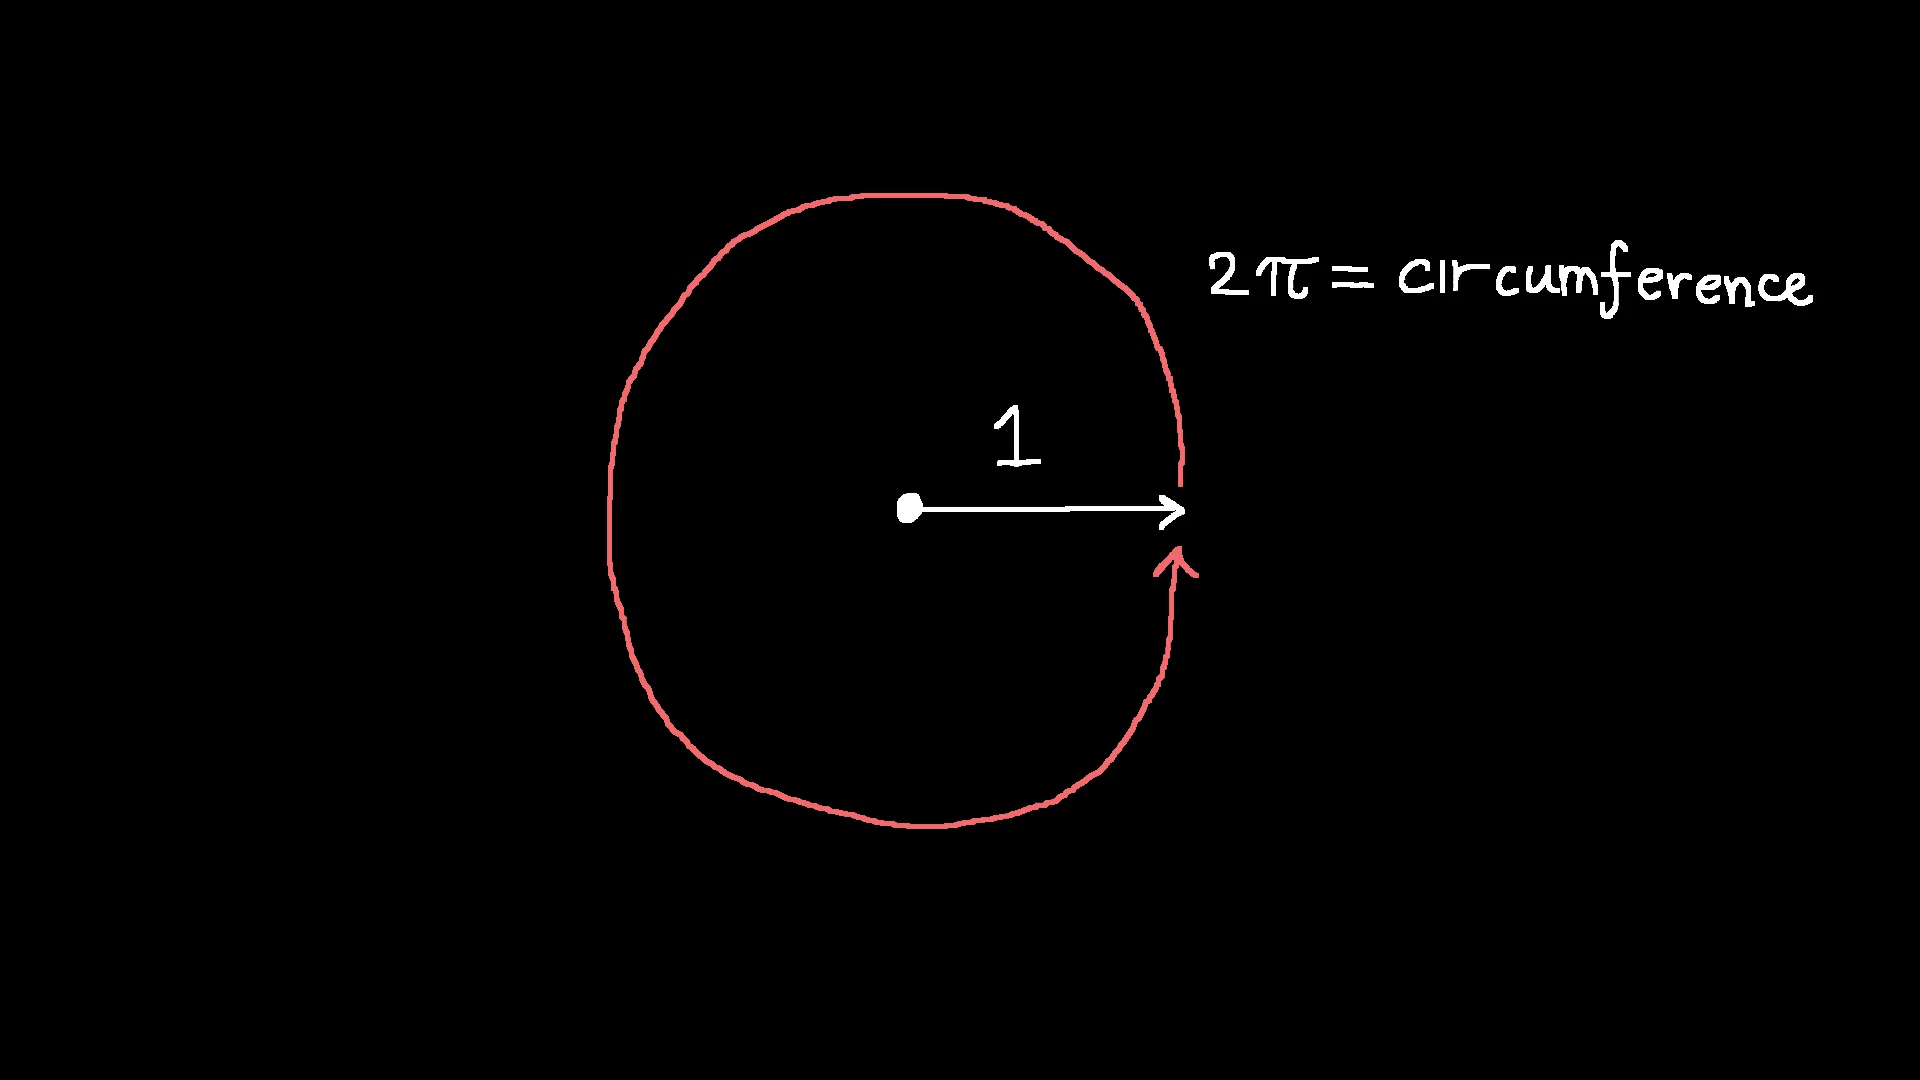 2π = circumference
1